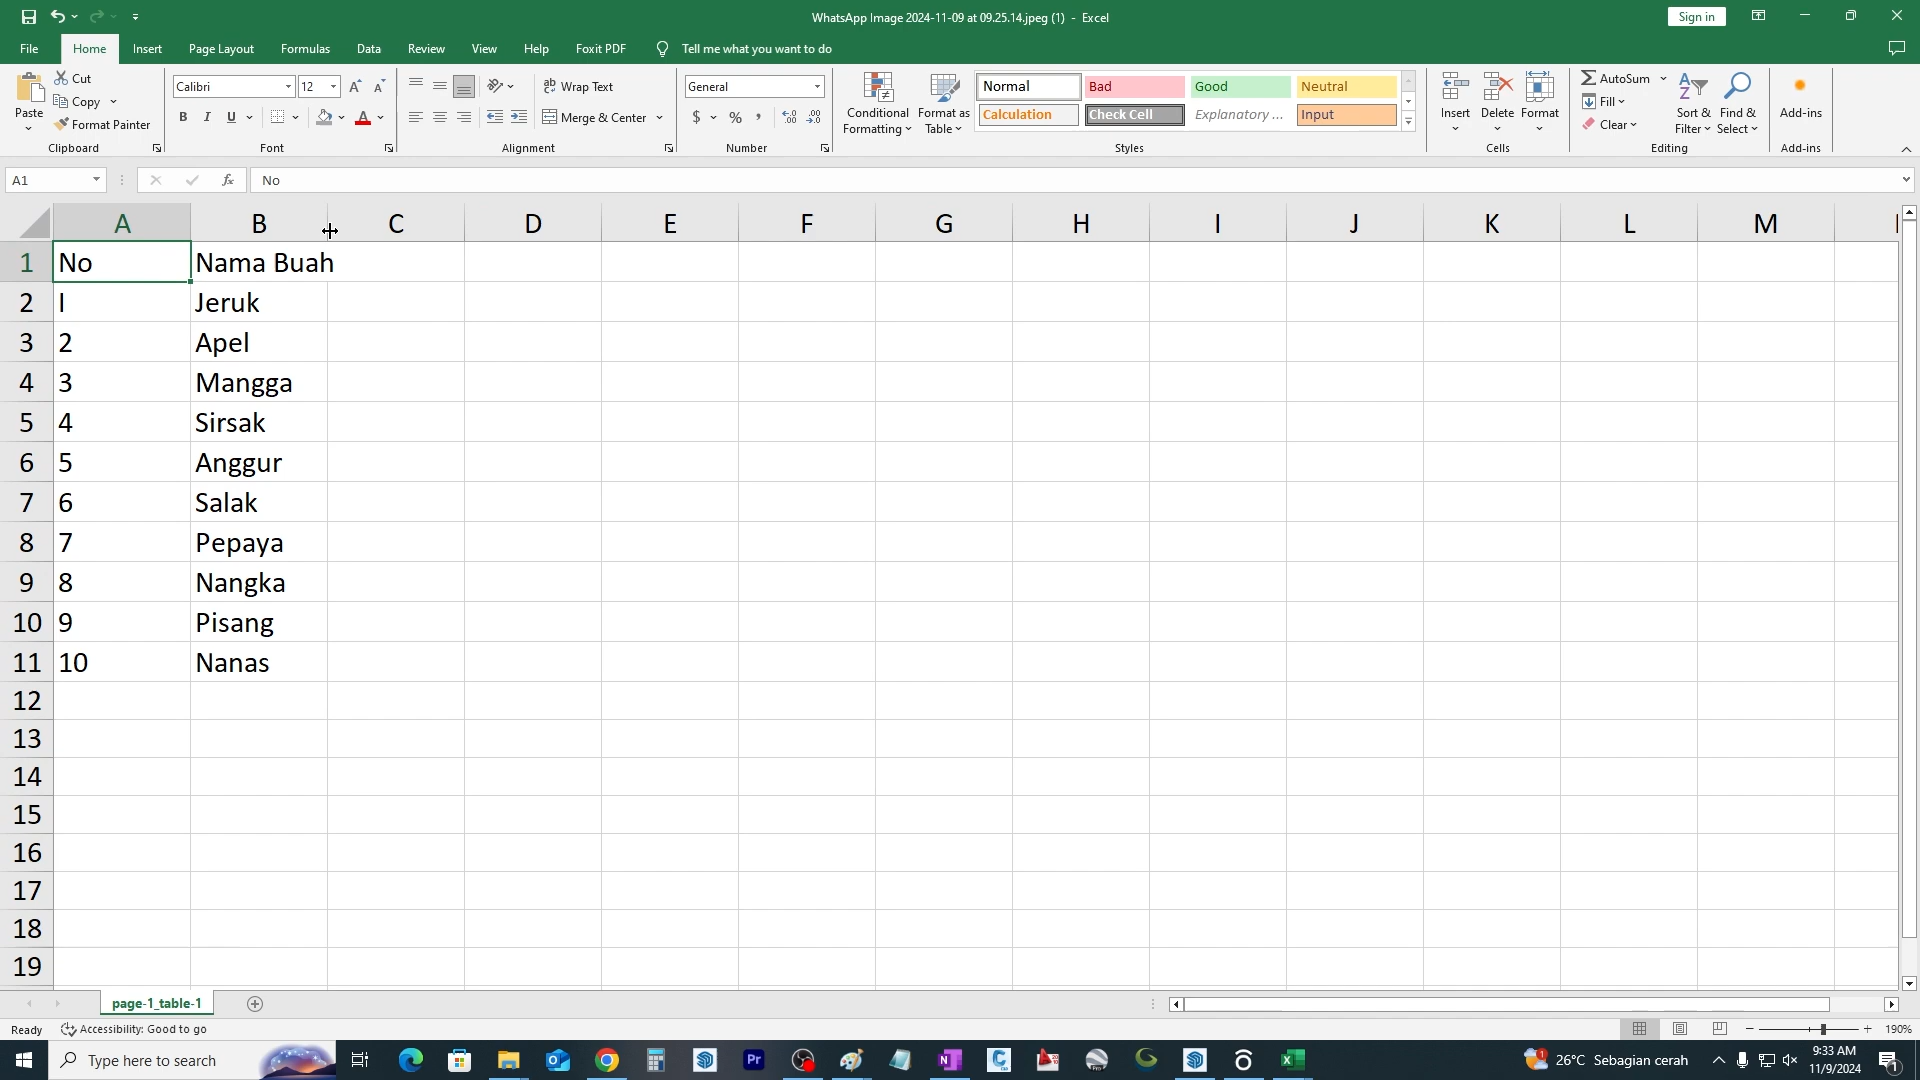 WhatsApp Image 2024-11-09 at 09.25.14.jpeg (1) - Excel
Sign in
File Home Insert Page Layout Formulas Data Review View Help Foxit PDF Tell me what you want to do
Paste
Cut
Copy
Format Painter
Clipboard
Calibri 12
B I U A
Font
Wrap Text
Merge & Center
Alignment
General
$ % ,
Number
Conditional Formatting
Format as Table
Normal Bad Good Neutral
Calculation Check Cell Explanatory ... Input
Styles
Insert Delete Format
Cells
AutoSum
Fill
Clear
Sort & Filter
Find & Select
Editing
Add-ins
Add-ins
A1 fx No
A B C D E F G H I J K L M
1 No Nama Buah
2 I Jeruk
3 2 Apel
4 3 Mangga
5 4 Sirsak
6 5 Anggur
7 6 Salak
8 7 Pepaya
9 8 Nangka
10 9 Pisang
11 10 Nanas
12
13
14
15
16
17
18
19
page-1_table-1
Ready Accessibility: Good to go 190%
Type here to search
26°C Sebagian cerah
9:33 AM
11/9/2024